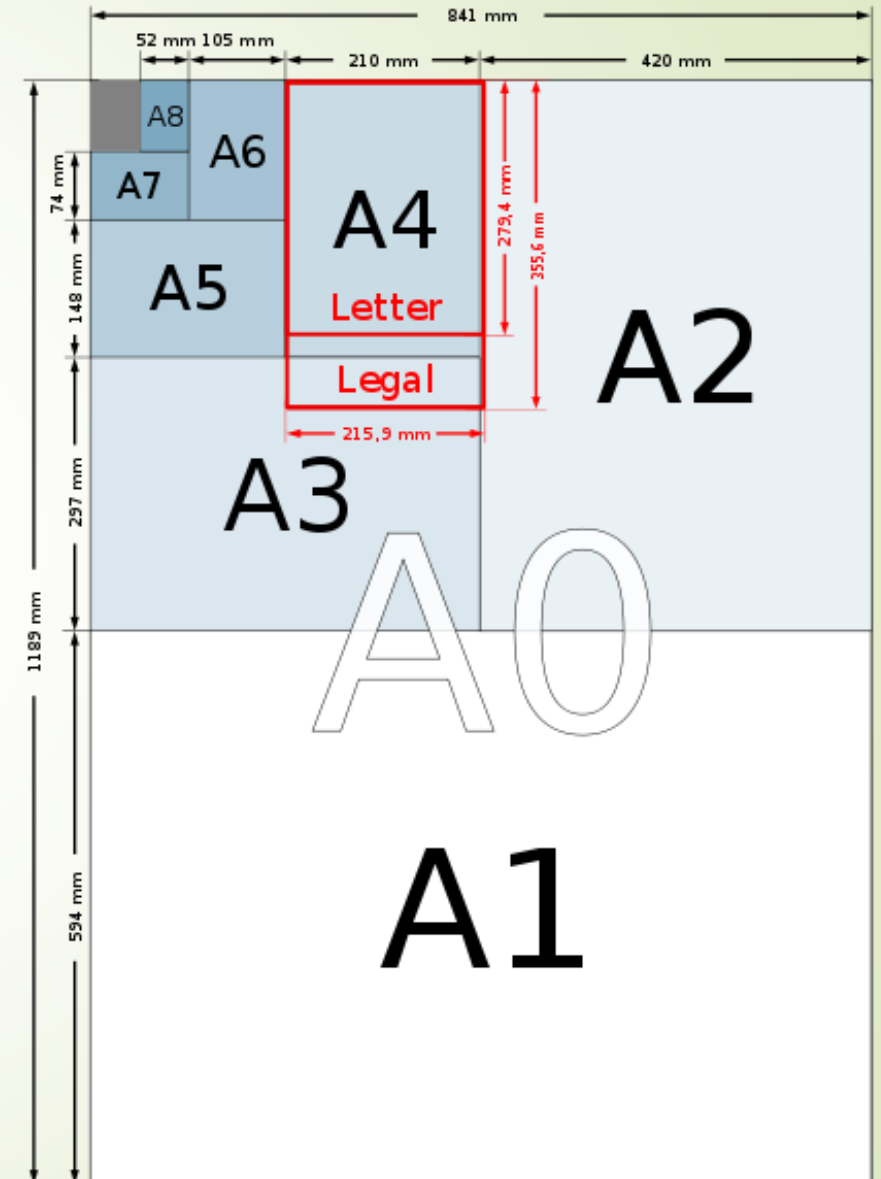 841 mm
52 mm 105 mm
210 mm
420 mm
A8
A6
A7
74 mm
A4
279,4 mm
355,6 mm
A5
148 mm
Letter
Legal
A2
215,9 mm
A3
297 mm
A0
1189 mm
A1
594 mm